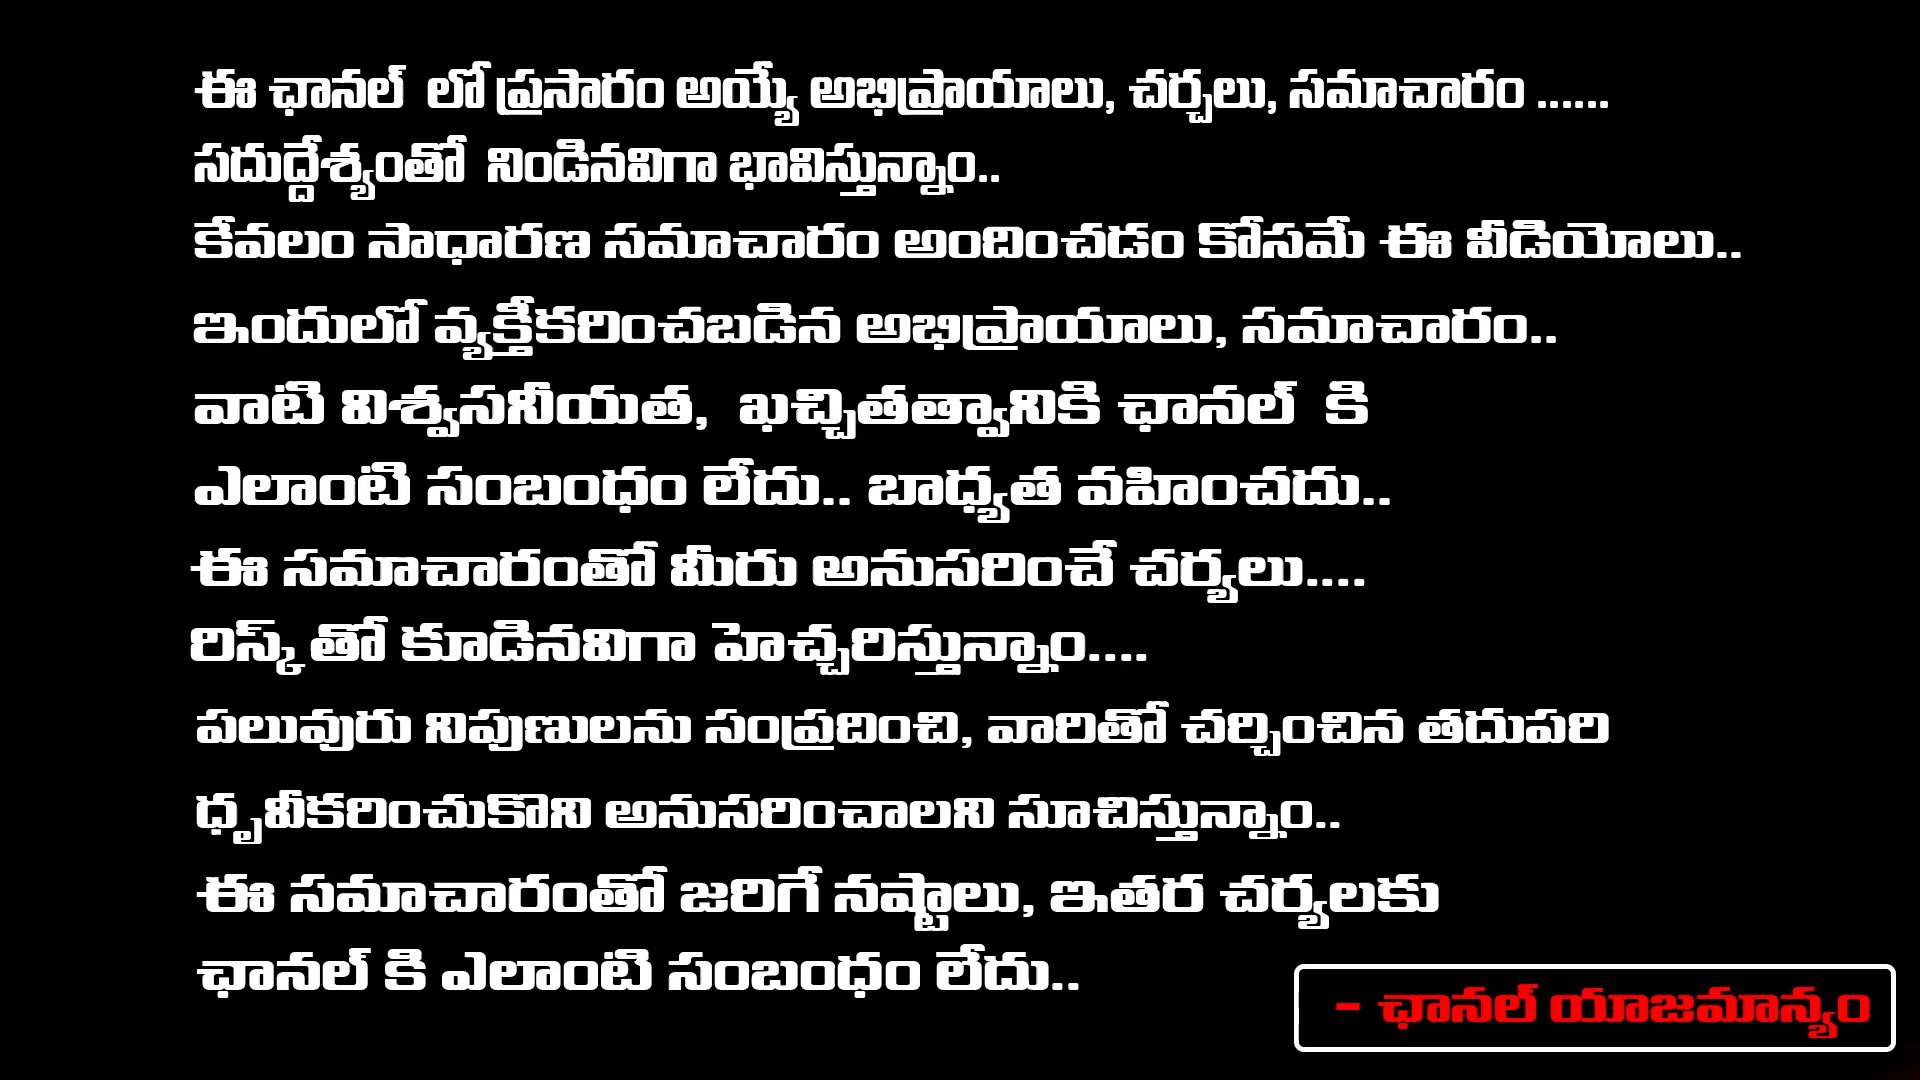 ఈ ఛానల్ లో ప్రసారం అయ్యే అభిప్రాయాలు, చర్చలు, సమాచారం ......
సదుద్దేశ్యంతో నిండినవిగా భావిస్తున్నాం..
కేవలం సాధారణ సమాచారం అందించడం కోసమే ఈ వీడియోలు..
ఇందులో వ్యక్తీకరించబడిన అభిప్రాయాలు, సమాచారం..
వాటి విశ్వసనీయత, ఖచ్చితత్వానికి ఛానల్ కి
ఎలాంటి సంబంధం లేదు.. బాధ్యత వహించదు..
ఈ సమాచారంతో మీరు అనుసరించే చర్యలు....
రిస్క్ తో కూడినవిగా హెచ్చరిస్తున్నాం....
పలువురు నిపుణులను సంప్రదించి, వారితో చర్చించిన తదుపరి
ధృవీకరించుకొని అనుసరించాలని సూచిస్తున్నాం..
ఈ సమాచారంతో జరిగే నష్టాలు, ఇతర చర్యలకు
ఛానల్ కి ఎలాంటి సంబంధం లేదు..
- ఛానల్ యాజమాన్యం